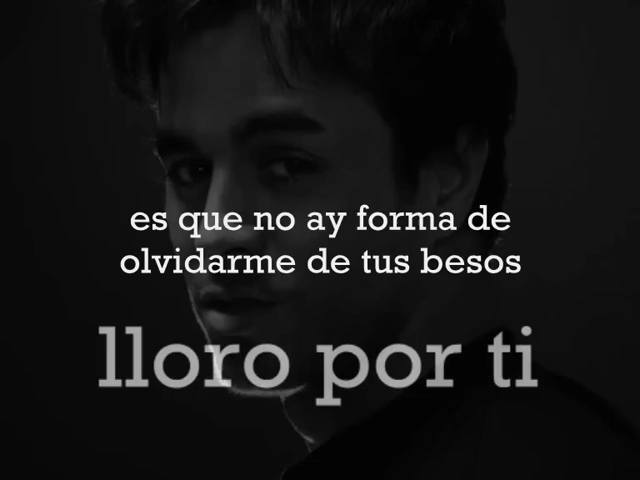 es que no ay forma de
olvidarme de tus besos
lloro por ti